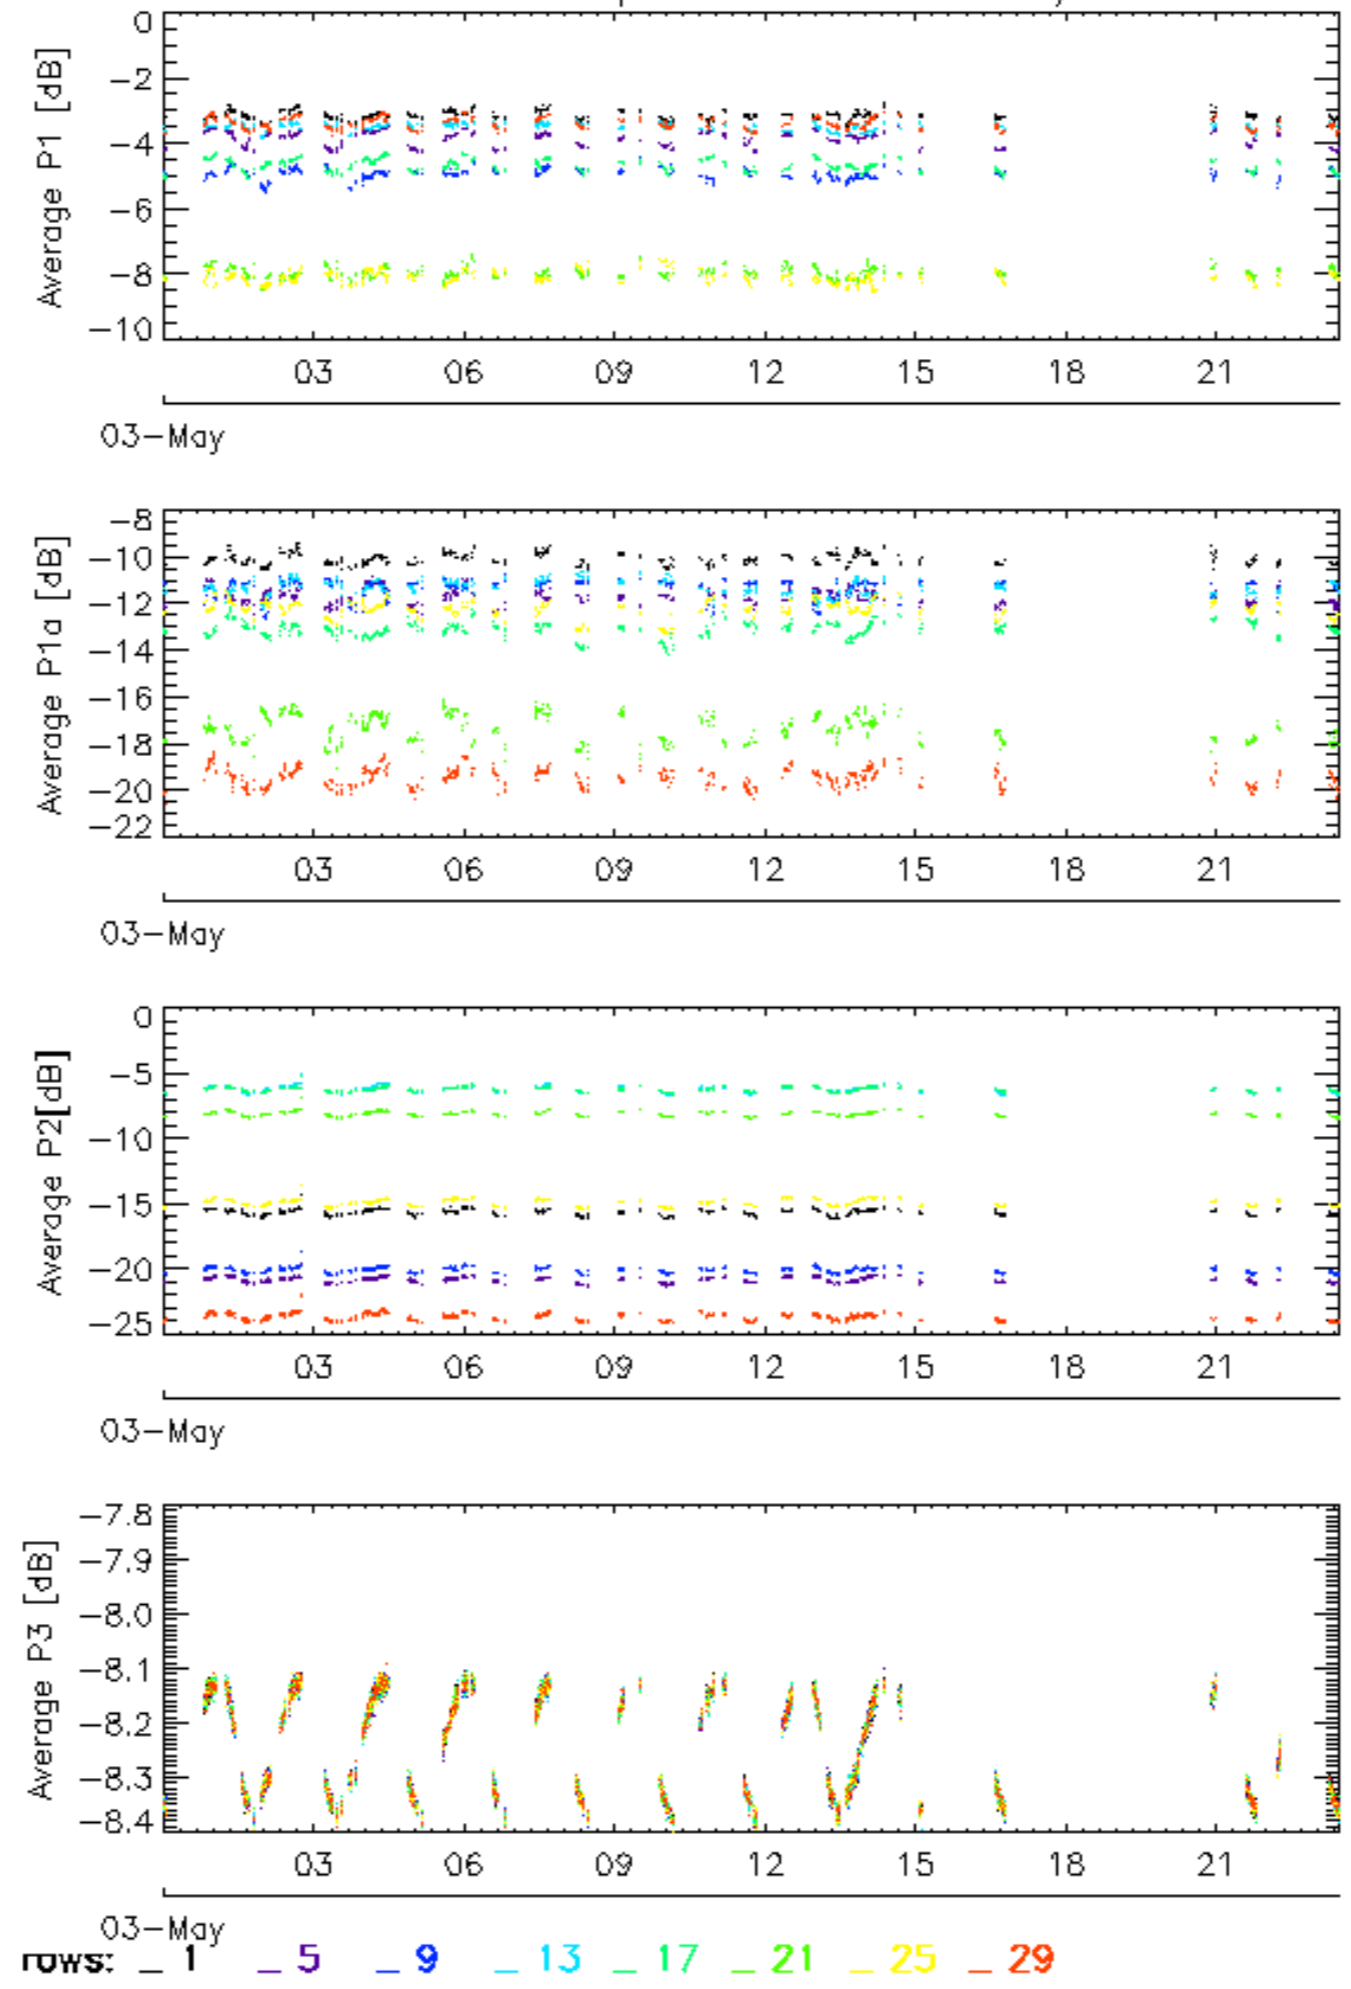 0
−2
−4
−6
−8
−10
Average P1 [dB]
03 06 09 12 15 18 21
03−May
−8
−10
−12
−14
−16
−18
−20
−22
Average P1a [dB]
03 06 09 12 15 18 21
03−May
0
−5
−10
−15
−20
−25
Average P2[dB]
03 06 09 12 15 18 21
03−May
−7.8
−7.9
−8.0
−8.1
−8.2
−8.3
−8.4
Average P3 [dB]
03 06 09 12 15 18 21
03−May
rows: _ 1 _ 5 _ 9 _ 13 _ 17 _ 21 _ 25 _ 29